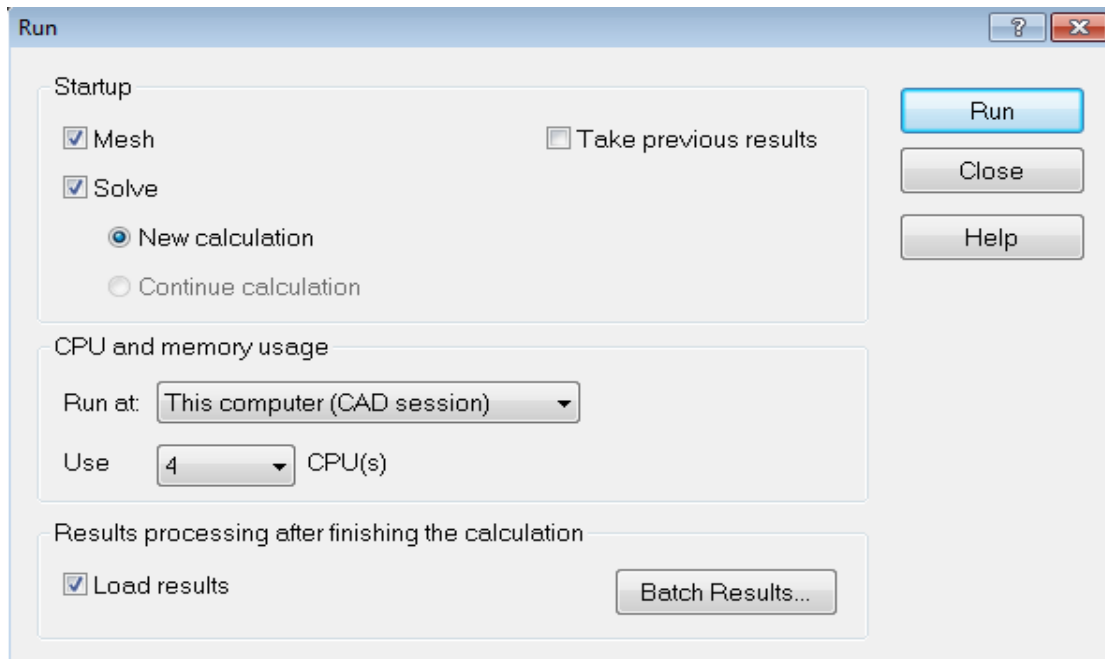 Run
Startup
Mesh
Take previous results
Solve
New calculation
Continue calculation
Run
Close
Help
CPU and memory usage
Run at: This computer (CAD session)
Use 4 CPU(s)
Results processing after finishing the calculation
Load results
Batch Results...